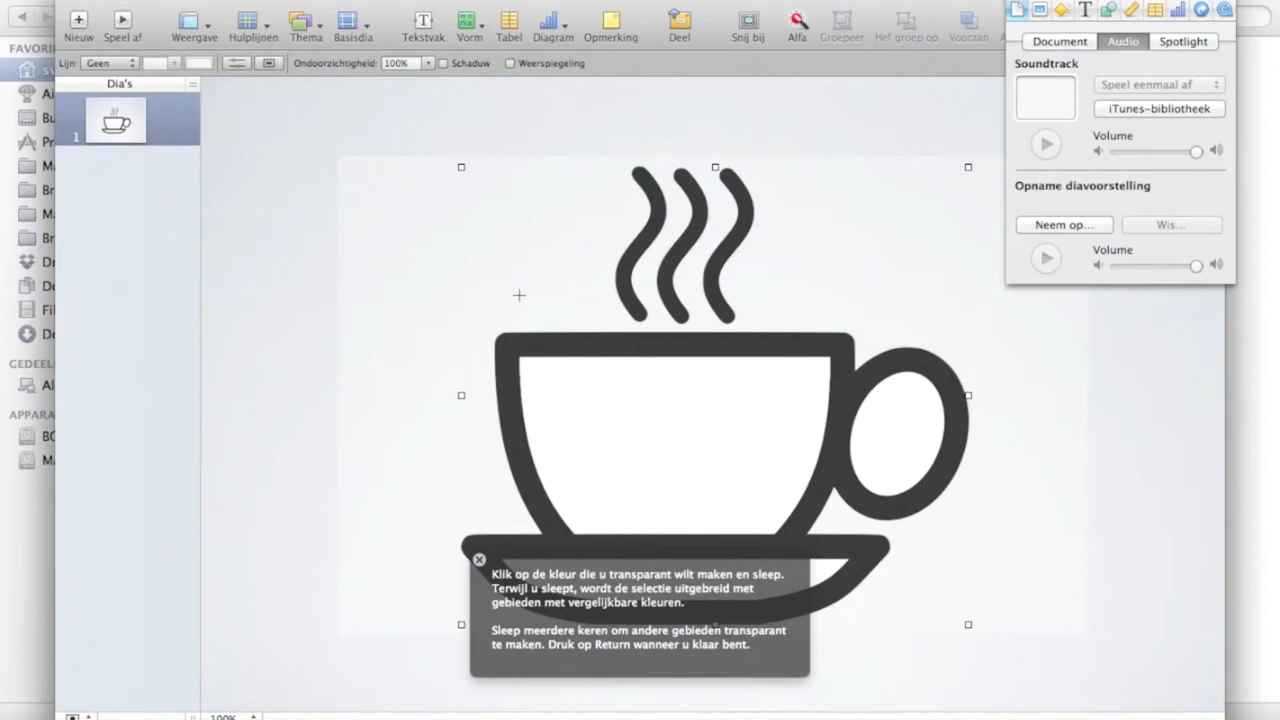 Nieuw Speel af Weergave Hulplijnen Thema Basisdia Tekstvak Vorm Tabel Diagram Opmerking Deel Snij bij Alfa Groepeer Hef groep op Vooraan
Lijn: Geen Ondoorzichtigheid: 100% Schaduw Weerspiegeling
Dia's
1
FAVORI
GEDEEL
APPARA
Document Audio Spotlight
Soundtrack
Speel eenmaal af
iTunes-bibliotheek
Volume
Opname diavoorstelling
Neem op... Wis...
Volume
Klik op de kleur die u transparant wilt maken en sleep.
Terwijl u sleept, wordt de selectie uitgebreid met
gebieden met vergelijkbare kleuren.
Sleep meerdere keren om andere gebieden transparant
te maken. Druk op Return wanneer u klaar bent.
100%